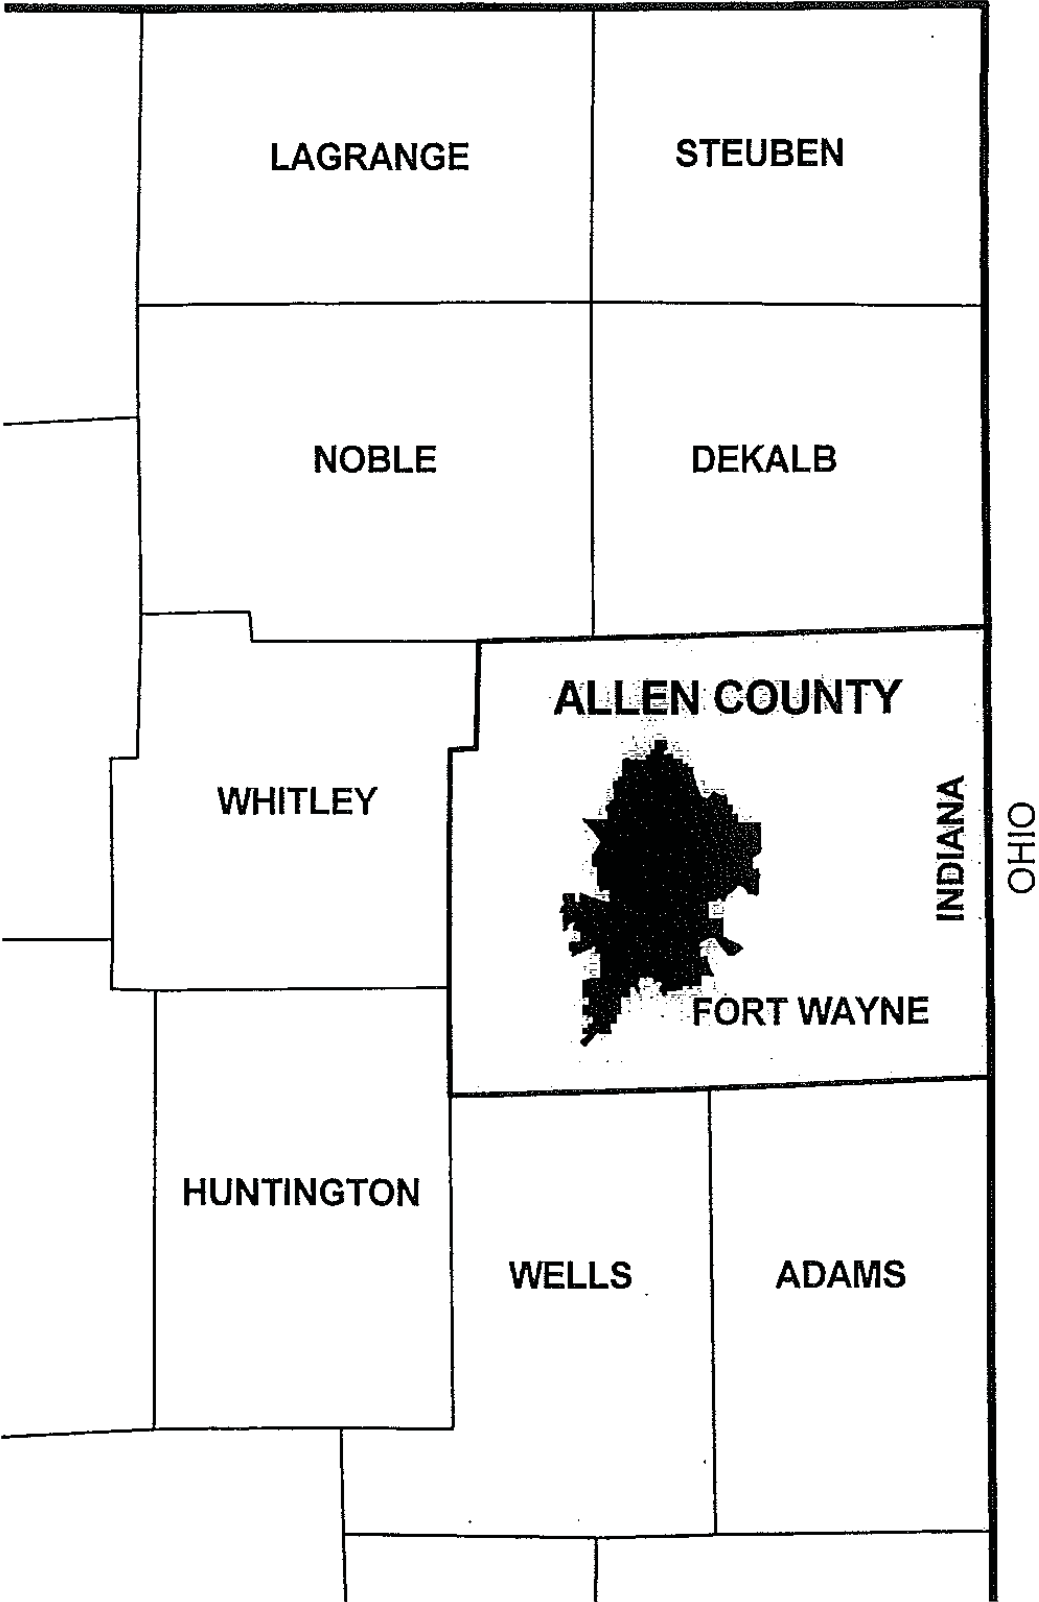 LAGRANGE
STEUBEN
NOBLE
DEKALB
ALLEN COUNTY
WHITLEY
INDIANA
OHIO
FORT WAYNE
HUNTINGTON
WELLS
ADAMS